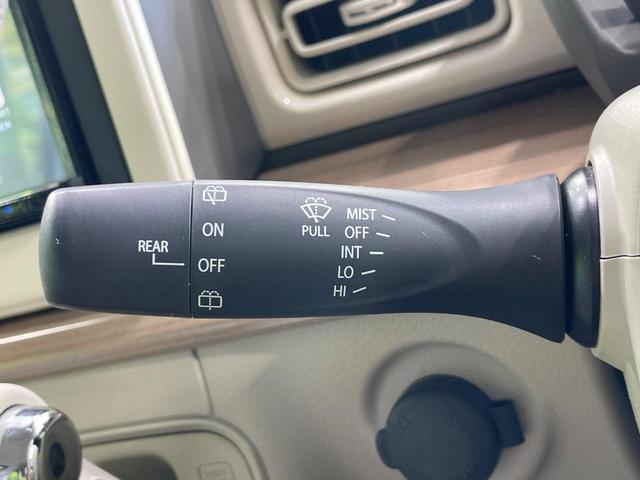 REAR
ON
OFF
PULL
MIST
OFF
INT
LO
HI